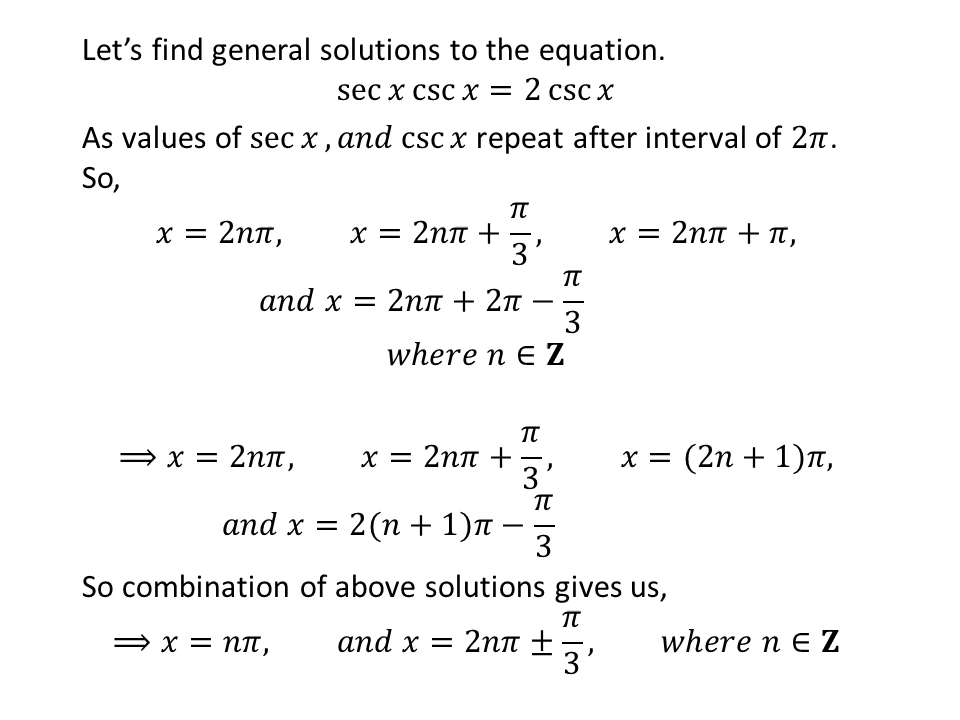 Let’s find general solutions to the equation.
sec 𝑥 csc 𝑥 = 2 csc 𝑥
As values of sec 𝑥 , 𝑎𝑛𝑑 csc 𝑥 repeat after interval of 2𝜋.
So,
𝑥 = 2𝑛𝜋, 𝑥 = 2𝑛𝜋 + 𝜋/3, 𝑥 = 2𝑛𝜋 + 𝜋,
𝑎𝑛𝑑 𝑥 = 2𝑛𝜋 + 2𝜋 − 𝜋/3
𝑤ℎ𝑒𝑟𝑒 𝑛 ∈ 𝐙
⟹ 𝑥 = 2𝑛𝜋, 𝑥 = 2𝑛𝜋 + 𝜋/3, 𝑥 = (2𝑛 + 1)𝜋,
𝑎𝑛𝑑 𝑥 = 2(𝑛 + 1)𝜋 − 𝜋/3
So combination of above solutions gives us,
⟹ 𝑥 = 𝑛𝜋, 𝑎𝑛𝑑 𝑥 = 2𝑛𝜋 ± 𝜋/3, 𝑤ℎ𝑒𝑟𝑒 𝑛 ∈ 𝐙